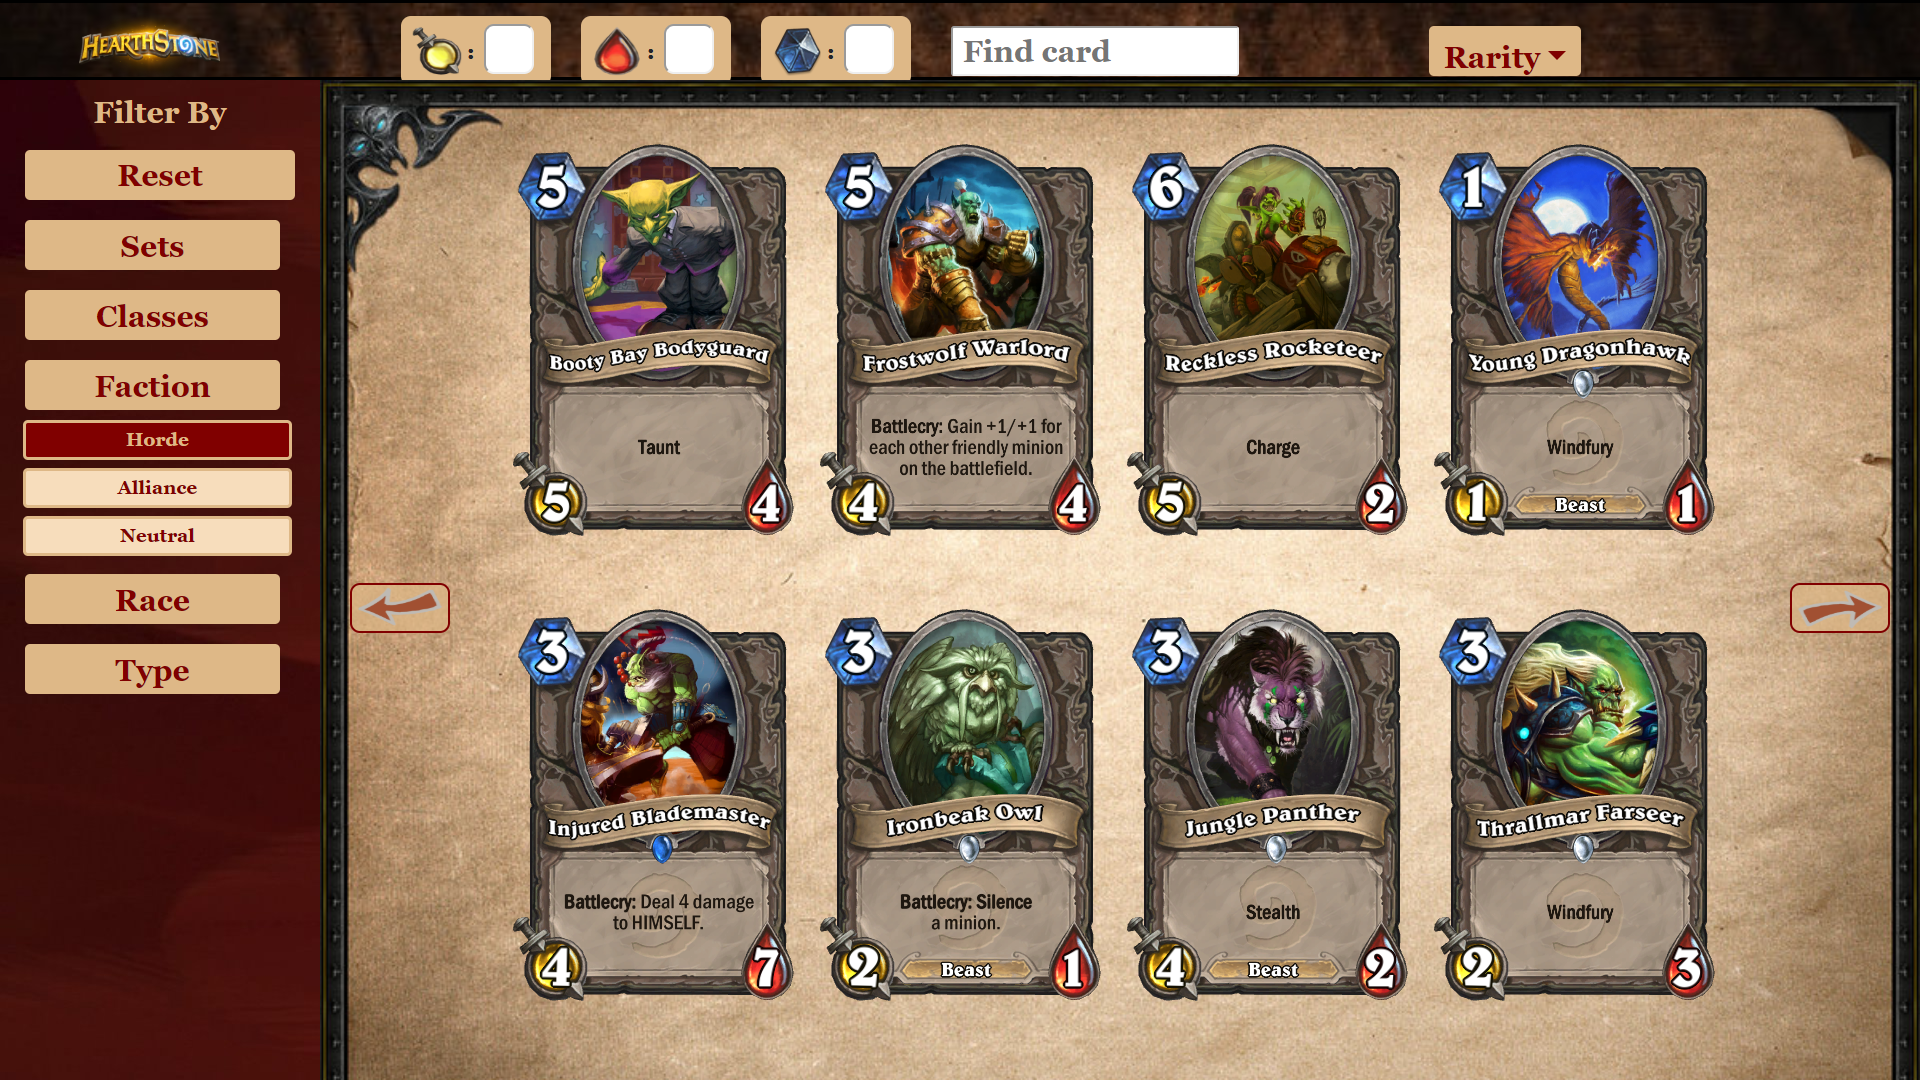 HEARTHSTONE
:
:
:
Find card
Rarity
Filter By
Reset
Sets
Classes
Faction
Horde
Alliance
Neutral
Race
Type
5
Booty Bay Bodyguard
Taunt
5
4
5
Frostwolf Warlord
Battlecry: Gain +1/+1 for
each other friendly minion
on the battlefield.
4
4
6
Reckless Rocketeer
Charge
5
2
1
Young Dragonhawk
Windfury
1
Beast
1
3
Injured Blademaster
Battlecry: Deal 4 damage
to HIMSELF.
4
7
3
Ironbeak Owl
Battlecry: Silence
a minion.
2
Beast
1
3
Jungle Panther
Stealth
4
Beast
2
3
Thrallmar Farseer
Windfury
2
3